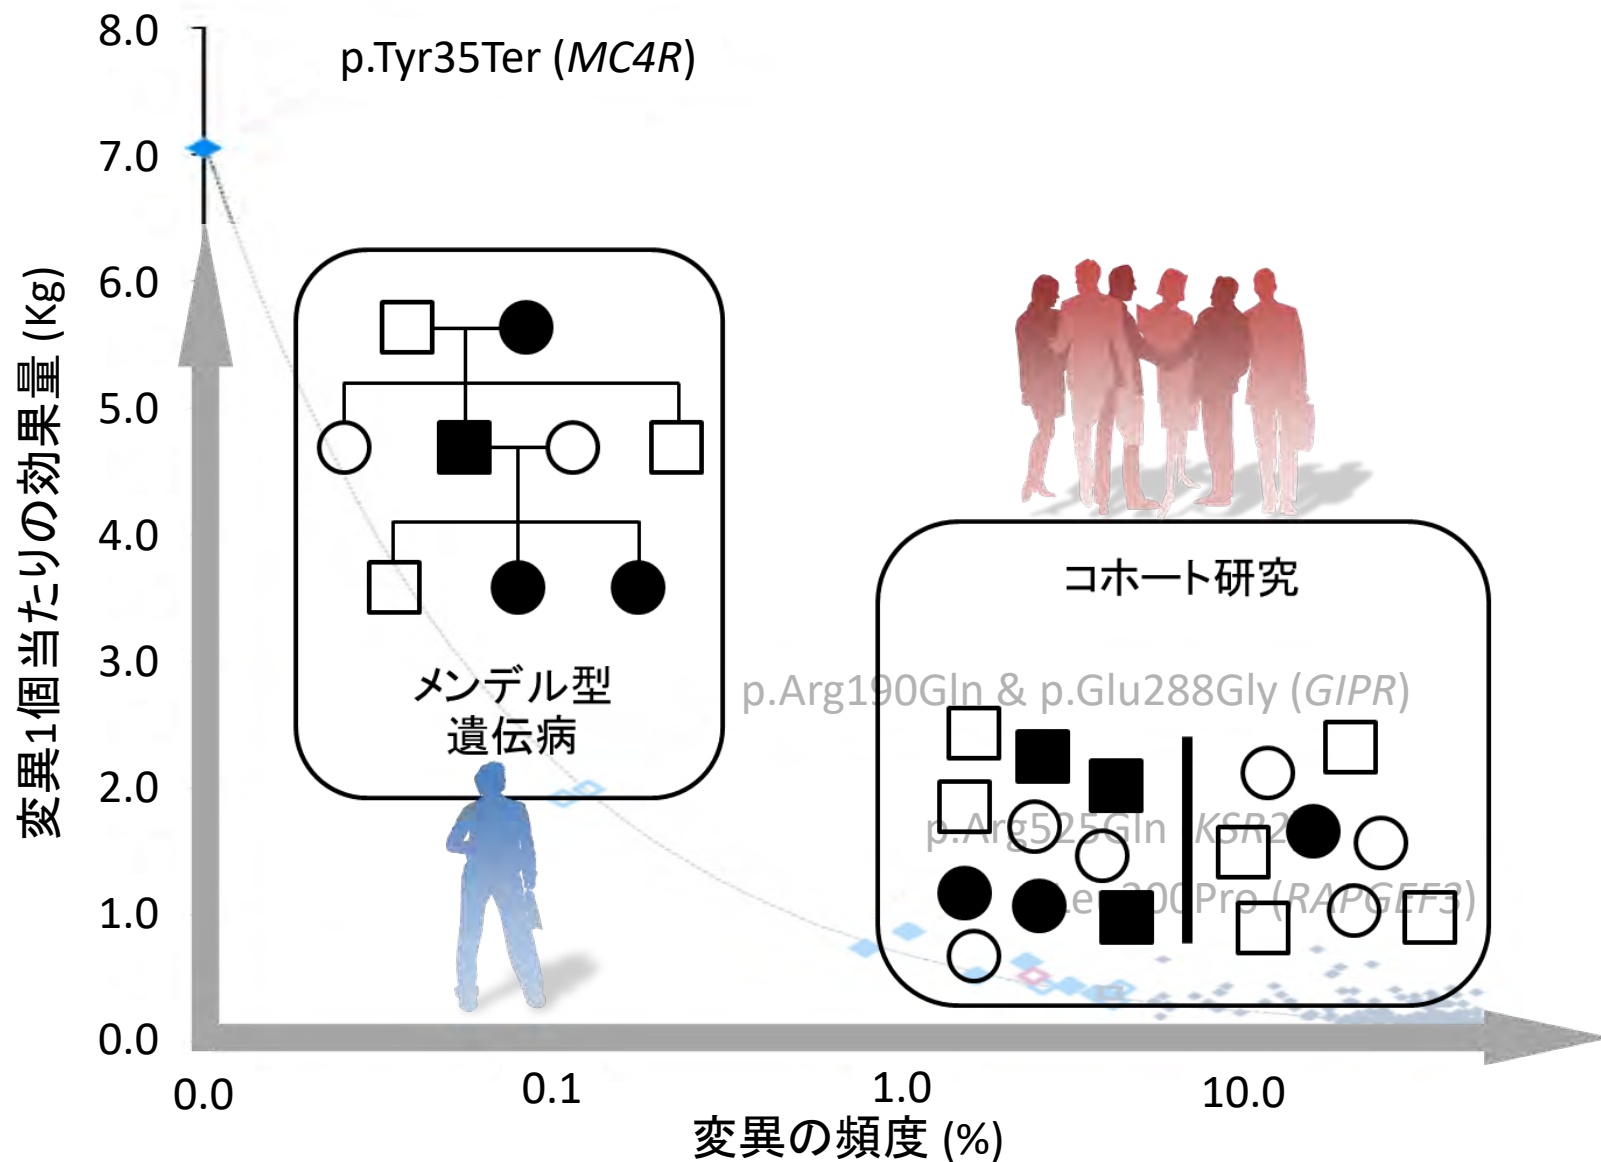 8.0
p.Tyr35Ter (MC4R)
7.0
6.0
5.0
4.0
3.0
2.0
1.0
0.0
変異1個当たりの効果量 (Kg)
メンデル型
遺伝病
コホート研究
p.Arg190Gln & p.Glu288Gly (GIPR)
p.Arg525Gln (KSR2
200Pro (RAPGEF3)
0.0
0.1
1.0
10.0
変異の頻度 (%)